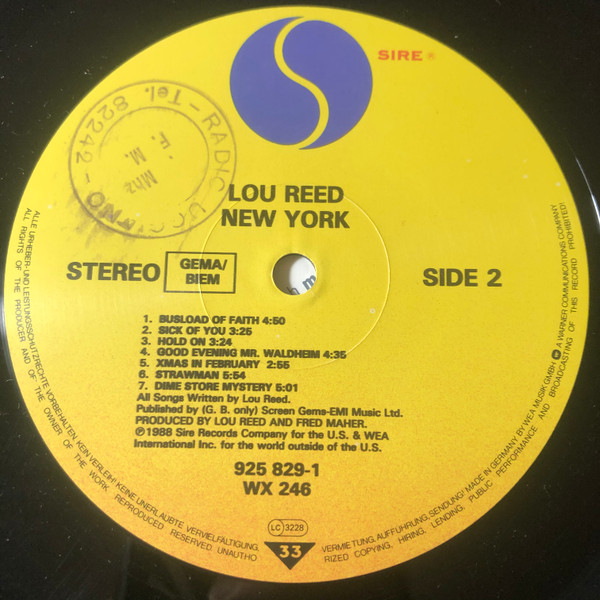 SIRE ®
RADIO
Tel. 82242
F. M.
Mhz
LOU REED
NEW YORK
STEREO
GEMA/
BIEM
SIDE 2
1. BUSLOAD OF FAITH 4:50
2. SICK OF YOU 3:25
3. HOLD ON 3:24
4. GOOD EVENING MR. WALDHEIM 4:35
5. XMAS IN FEBRUARY 2:55
6. STRAWMAN 5:54
7. DIME STORE MYSTERY 5:01
All Songs Written by Lou Reed.
Published by (G. B. only) Screen Gems-EMI Music Ltd.
PRODUCED BY LOU REED AND FRED MAHER.
℗1988 Sire Records Company for the U.S. & WEA
International Inc. for the world outside of the U.S.
925 829-1
WX 246
LC 3228
33
ALLE URHEBER- UND LEISTUNGSSCHUTZRECHTE VORBEHALTEN. KEIN VERLEIH! KEINE UNERLAUBTE VERVIELFÄLTIGUNG, VERMIETUNG, AUFFÜHRUNG, SENDUNG! MADE IN GERMANY BY WEA MUSIK GMBH A WARNER COMMUNICATIONS COMPANY
ALL RIGHTS OF THE PRODUCER AND OF THE OWNER OF THE WORK REPRODUCED RESERVED. UNAUTHORIZED COPYING, HIRING, LENDING, PUBLIC PERFORMANCE AND BROADCASTING OF THIS RECORD PROHIBITED!